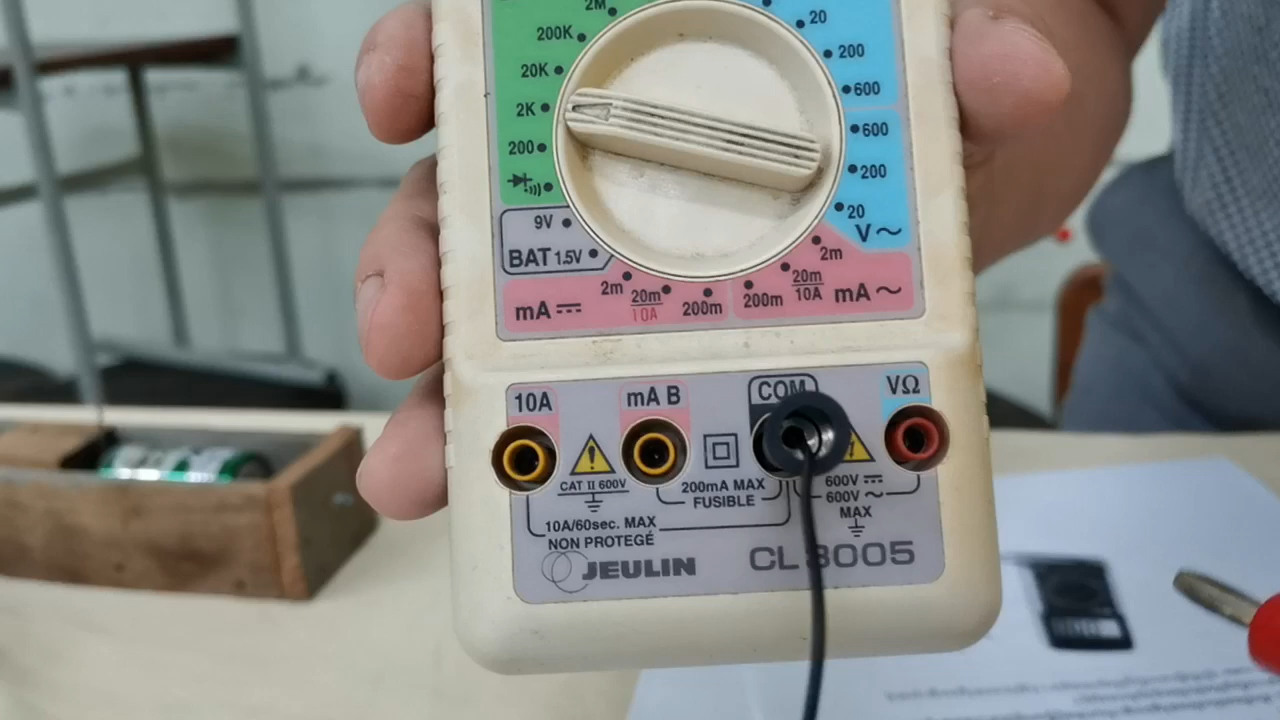 2M
200K
20K
2K
200
9V
BAT 1.5V
20
200
600
600
200
20
V
2m
20m
10A
200m
mA
2m
20m
10A
200m
mA
10A
mA B
COM
VΩ
CAT II 600V
200mA MAX
FUSIBLE
600V
600V
MAX
10A/60sec. MAX
NON PROTEGÉ
JEULIN
CL3005